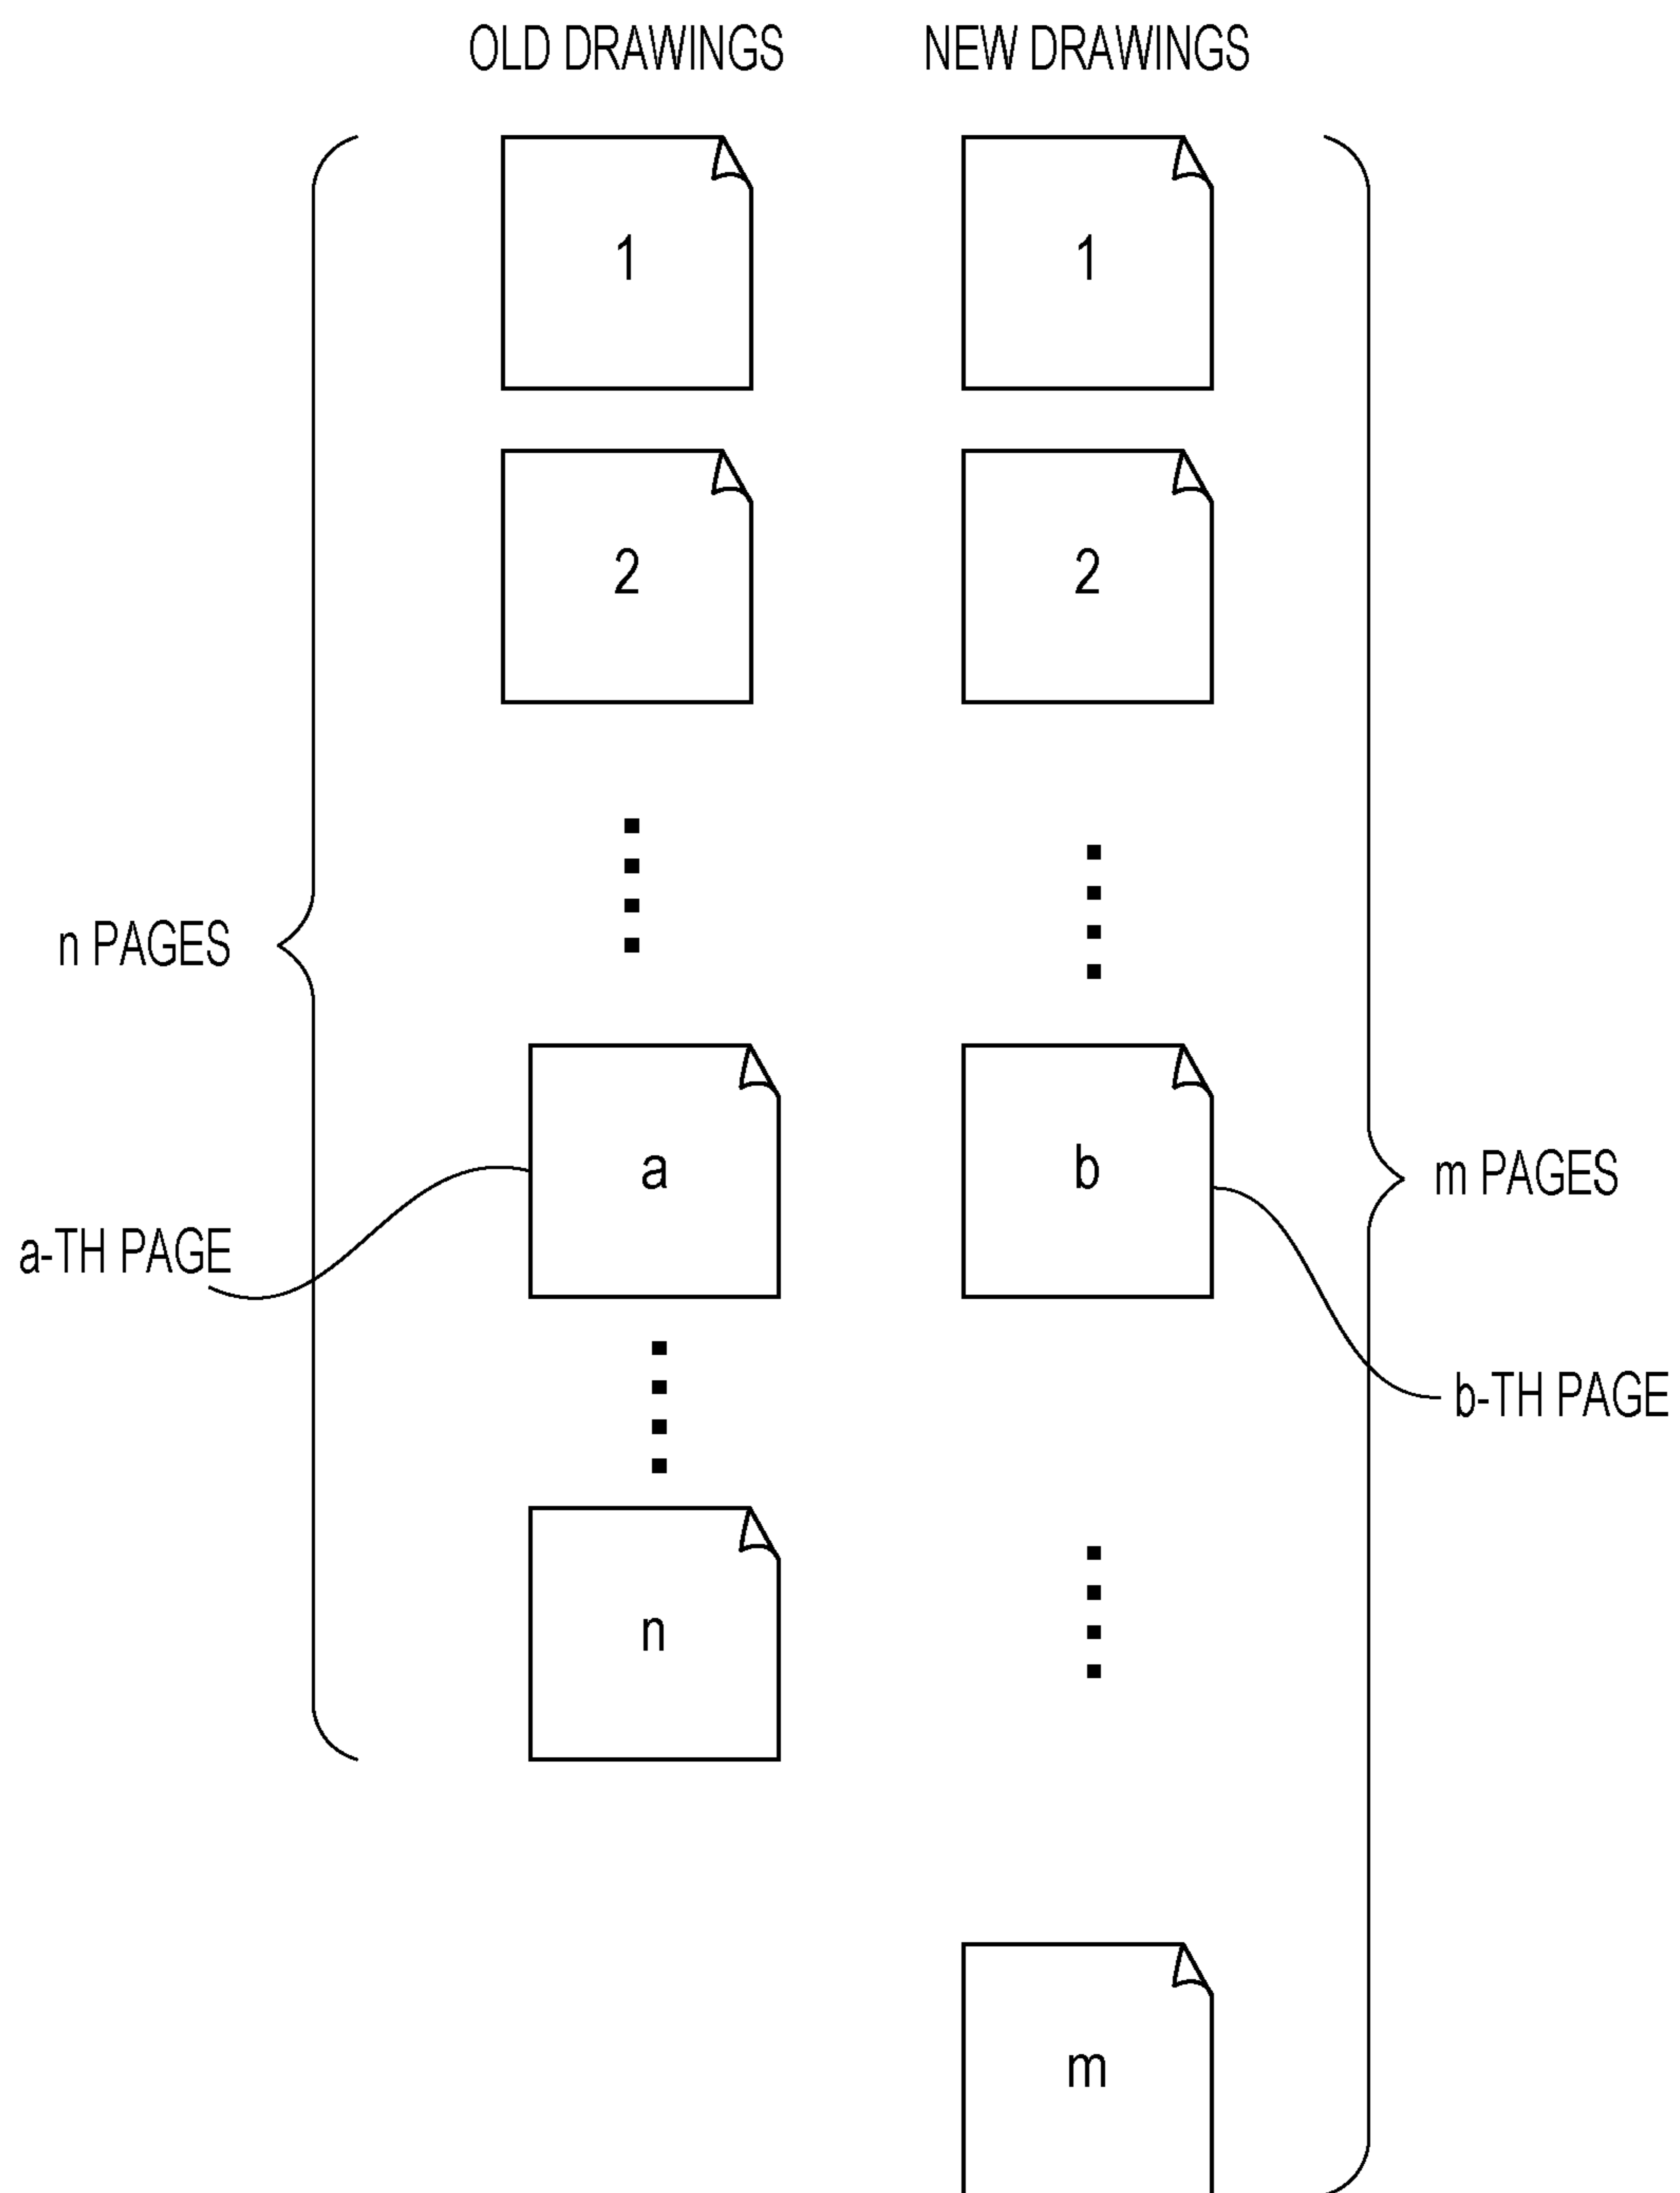 OLD DRAWINGS
NEW DRAWINGS
1
1
2
2
n PAGES
a
b
m PAGES
a-TH PAGE
b-TH PAGE
n
m